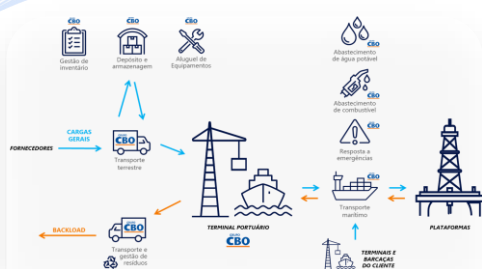 CBO
CBO
CBO
Gestão de
inventário
Depósito e
armazenagem
Aluguel de
Equipamentos
Abastecimento
de água potável
CBO
Abastecimento
de combustível
CBO
CARGAS
GERAIS
FORNECEDORES
CBO
Transporte
terrestre
Resposta a
emergências
CBO
CBO
Transporte
marítimo
BACKLOAD
CBO
Transporte e
gestão de
resíduos
TERMINAL PORTUÁRIO
CBO
PLATAFORMAS
TERMINAIS E
BARCAÇAS
DO CLIENTE